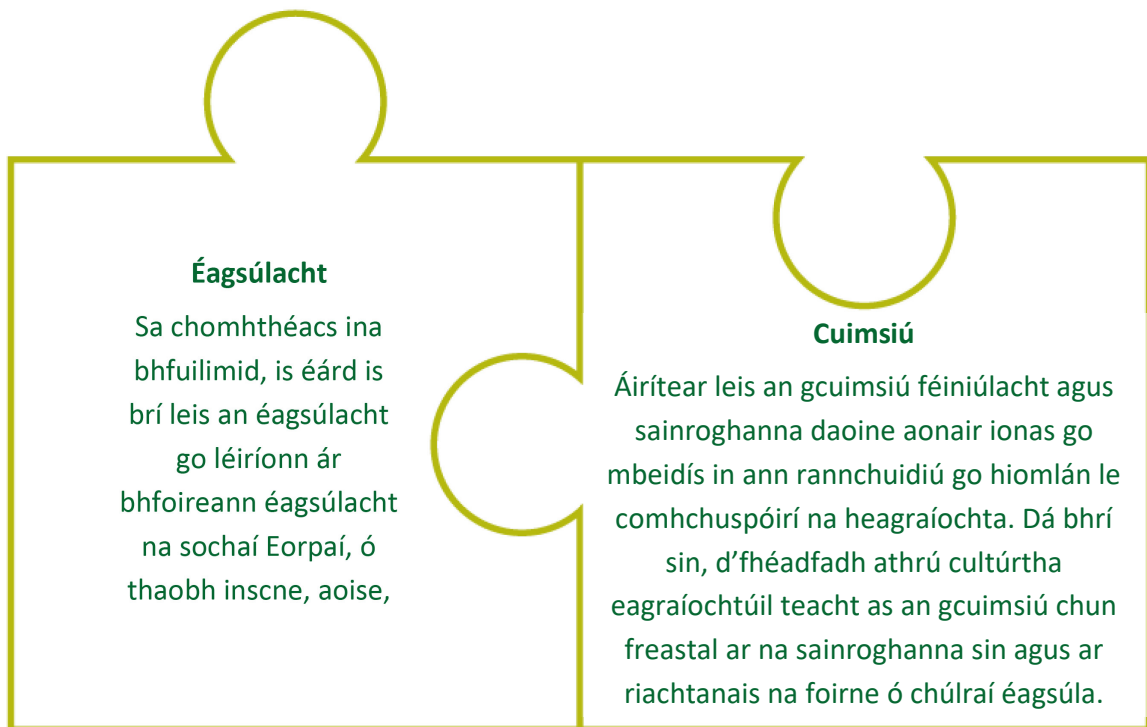 Éagsúlacht
Sa chomhthéacs ina
bhfuilimid, is éárd is
brí leis an éagsúlacht
go léiríonn ár
bhfoireann éagsúlacht
na sochaí Eorpaí, ó
thaobh inscne, aoise,
Cuimsiú
Áirítear leis an gcuimsiú féiniúlacht agus
sainroghanna daoine aonair ionas go
mbeidís in ann rannchuidiú go hiomlán le
comhchuspóirí na heagraíochta. Dá bhrí
sin, d'fhéadfadh athrú cultúrtha
eagraíochtúil teacht as an gcuimsiú chun
freastal ar na sainroghanna sin agus ar
riachtanais na foirne ó chúlraí éagsúla.